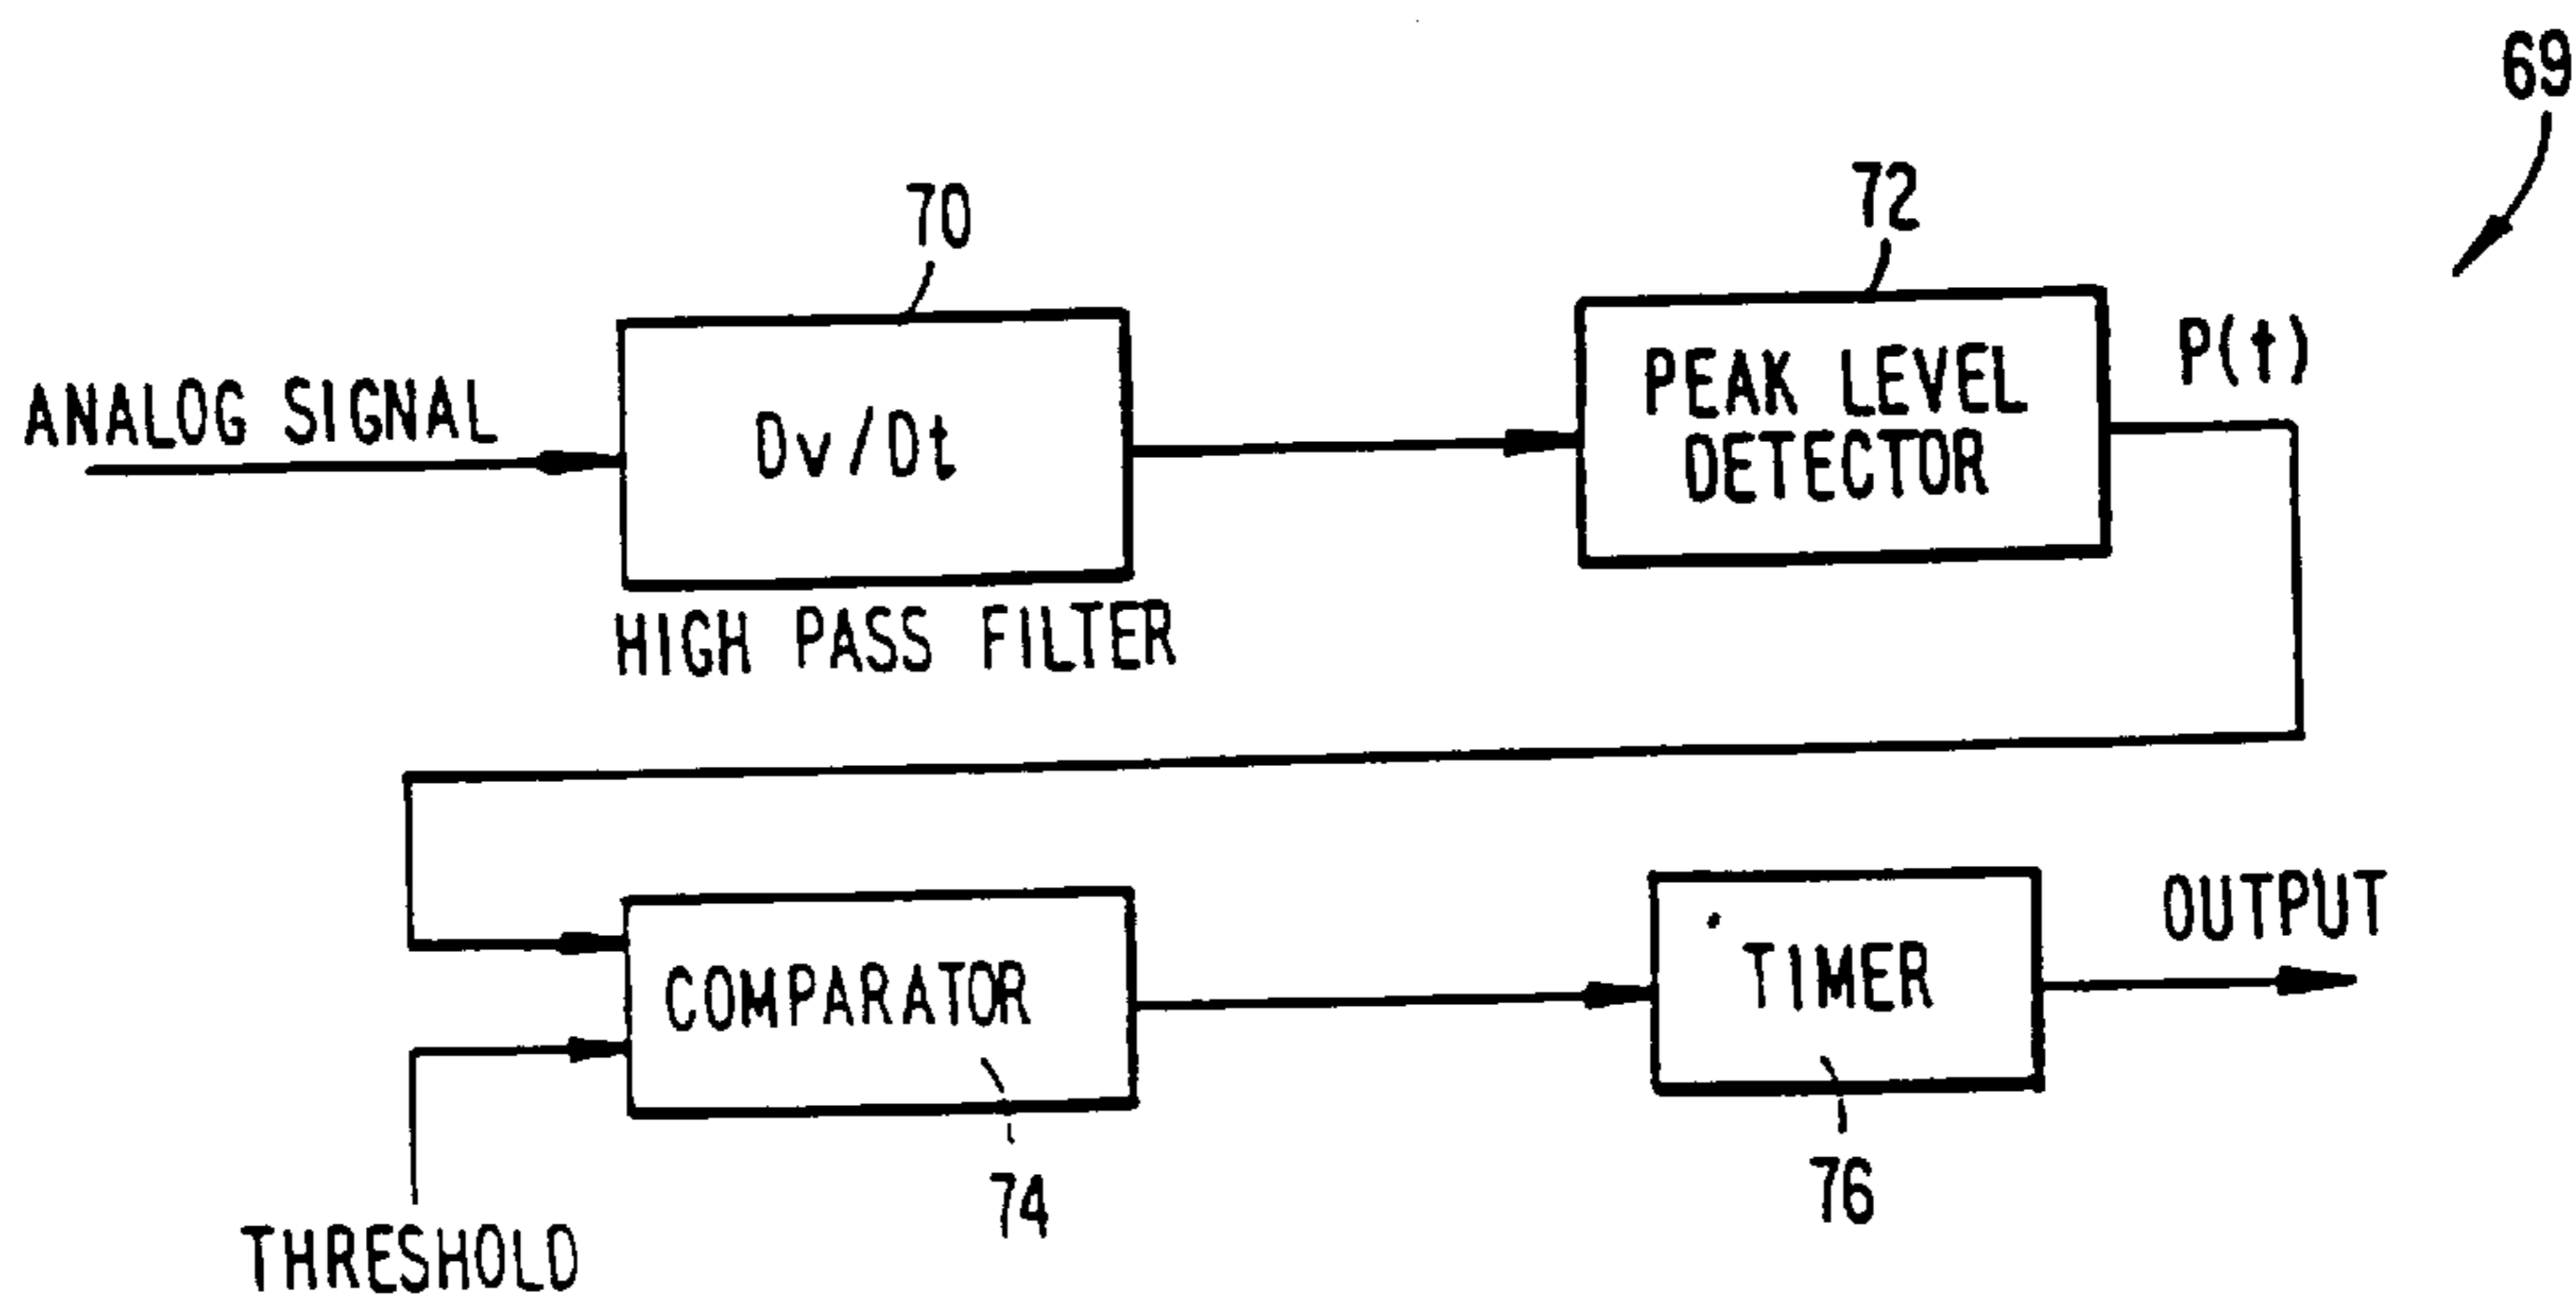 69
70
72
ANALOG SIGNAL
Dv/Dt
PEAK LEVEL
DETECTOR
P(t)
HIGH PASS FILTER
COMPARATOR
TIMER
OUTPUT
74
76
THRESHOLD